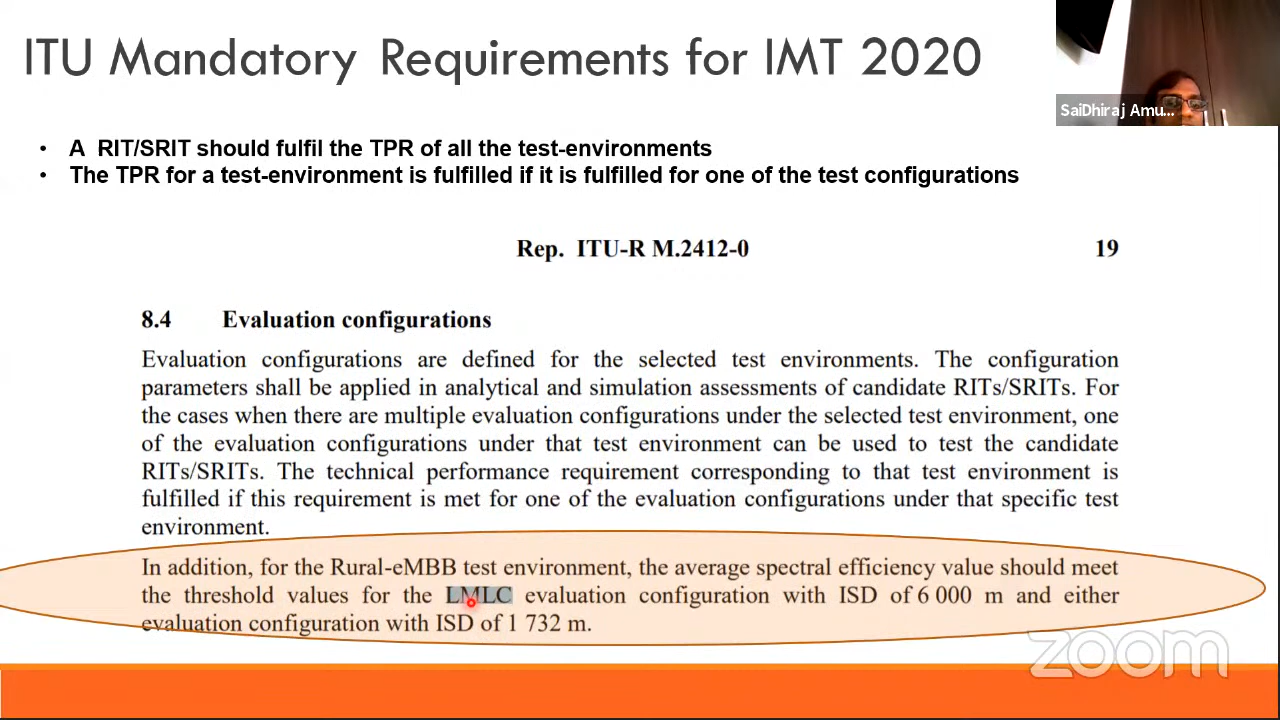 ITU Mandatory Requirements for IMT 2020
SaiDhiraj Amu...
• A RIT/SRIT should fulfil the TPR of all the test-environments
• The TPR for a test-environment is fulfilled if it is fulfilled for one of the test configurations
Rep. ITU-R M.2412-0 19
8.4 Evaluation configurations
Evaluation configurations are defined for the selected test environments. The configuration
parameters shall be applied in analytical and simulation assessments of candidate RITs/SRITs. For
the cases when there are multiple evaluation configurations under the selected test environment, one
of the evaluation configurations under that test environment can be used to test the candidate
RITs/SRITs. The technical performance requirement corresponding to that test environment is
fulfilled if this requirement is met for one of the evaluation configurations under that specific test
environment.
In addition, for the Rural-eMBB test environment, the average spectral efficiency value should meet
the threshold values for the LMLC evaluation configuration with ISD of 6 000 m and either
evaluation configuration with ISD of 1 732 m.
zoom